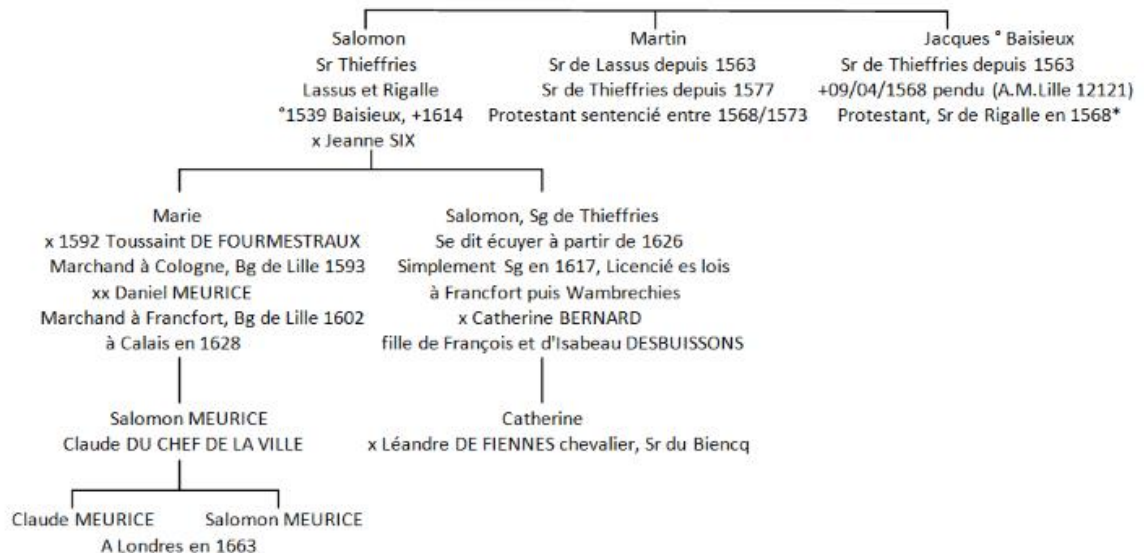 Salomon
Sr Thieffries
Lassus et Rigalle
°1539 Baisieux, +1614
x Jeanne SIX
Martin
Sr de Lassus depuis 1563
Sr de Thieffries depuis 1577
Protestant sentencié entre 1568/1573
Jacques ° Baisieux
Sr de Thieffries depuis 1563
+09/04/1568 pendu (A.M.Lille 12121)
Protestant, Sr de Rigalle en 1568*
Marie
x 1592 Toussaint DE FOURMESTRAUX
Marchand à Cologne, Bg de Lille 1593
xx Daniel MEURICE
Marchand à Francfort, Bg de Lille 1602
à Calais en 1628
Salomon, Sg de Thieffries
Se dit écuyer à partir de 1626
Simplement Sg en 1617, Licencié es lois
à Francfort puis Wambrechies
x Catherine BERNARD
fille de François et d'Isabeau DESBUISSONS
Salomon MEURICE
Claude DU CHEF DE LA VILLE
Catherine
x Léandre DE FIENNES chevalier, Sr du Biencq
Claude MEURICE
Salomon MEURICE
A Londres en 1663